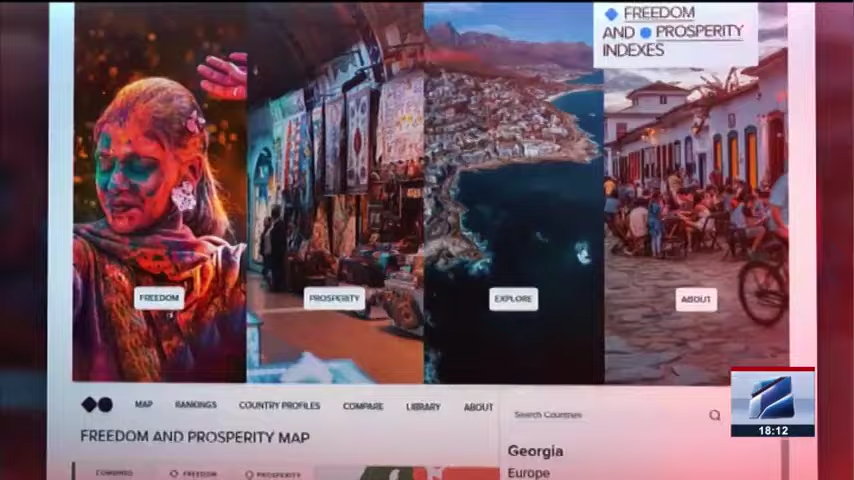 FREEDOM
AND PROSPERITY
INDEXES
FREEDOM
PROSPERITY
EXPLORE
ABOUT
MAP RANKINGS COUNTRY PROFILES COMPARE LIBRARY ABOUT
Search Countries
FREEDOM AND PROSPERITY MAP
Georgia
Europe
COMBINED FREEDOM PROSPERITY
18:12